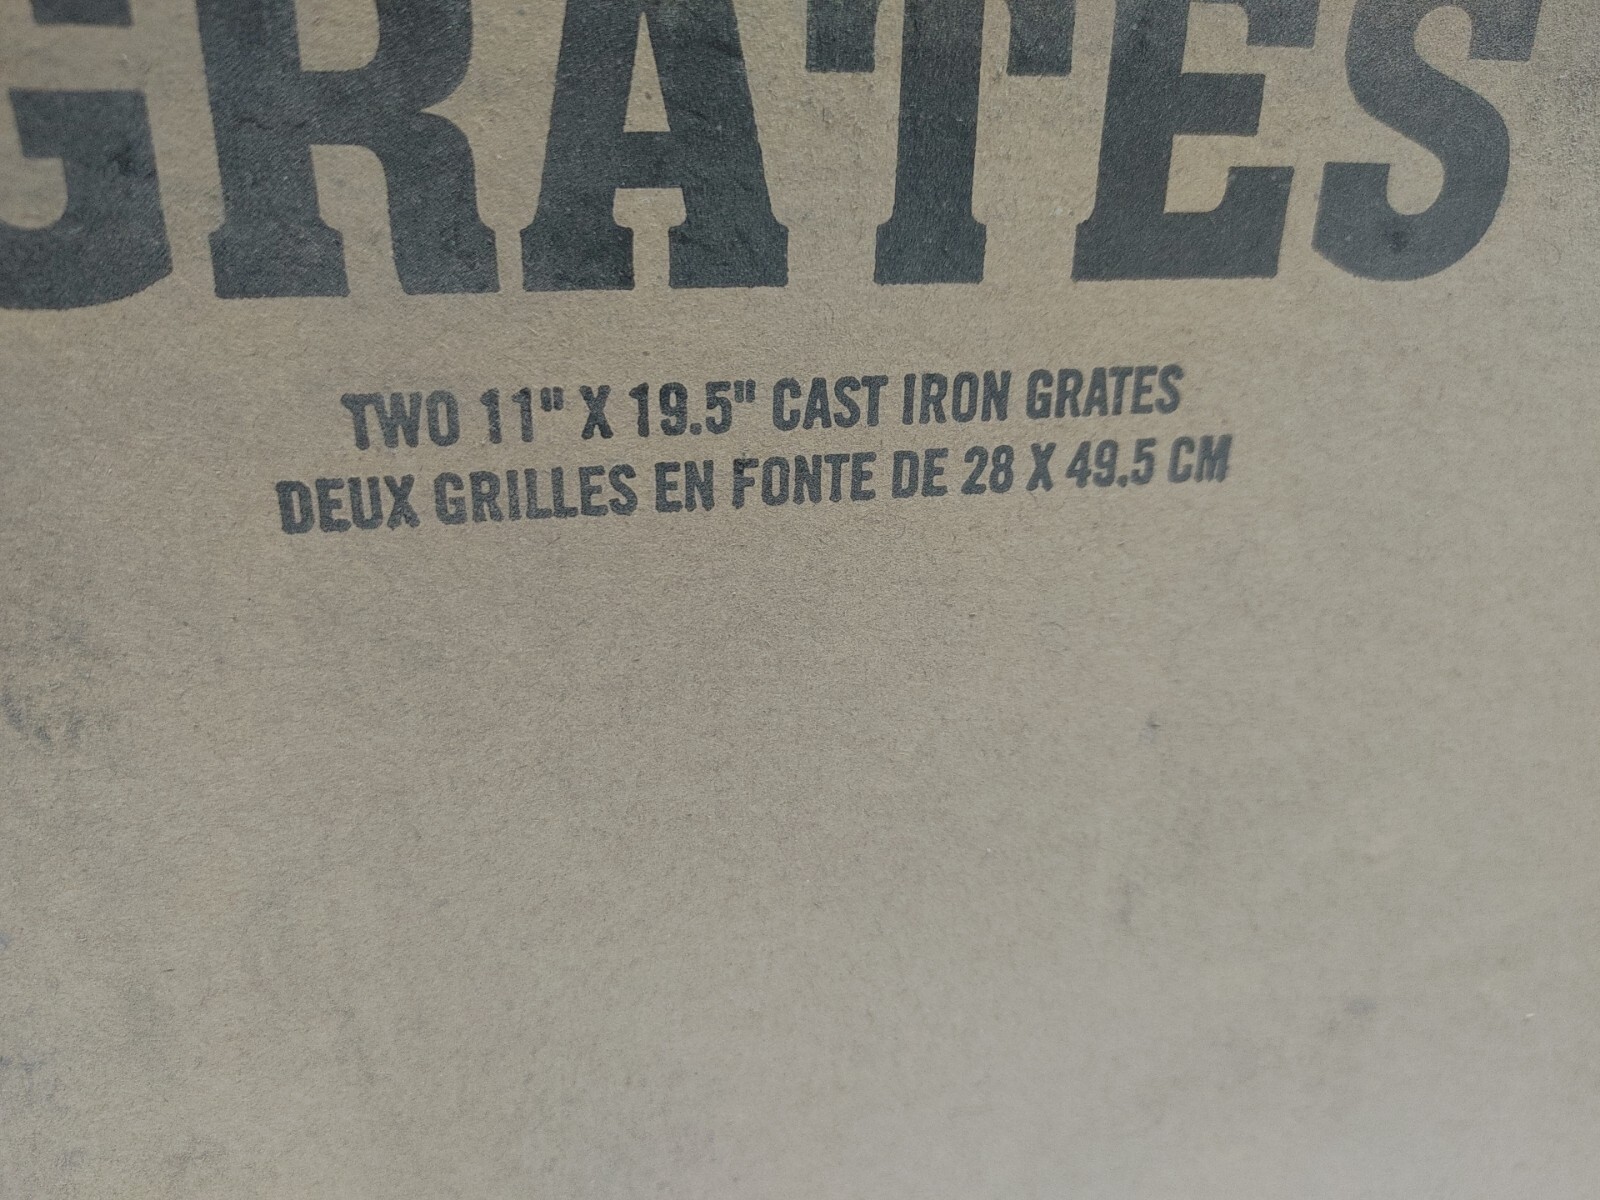 GRATES
TWO 11" X 19.5" CAST IRON GRATES
DEUX GRILLES EN FONTE DE 28 X 49.5 CM